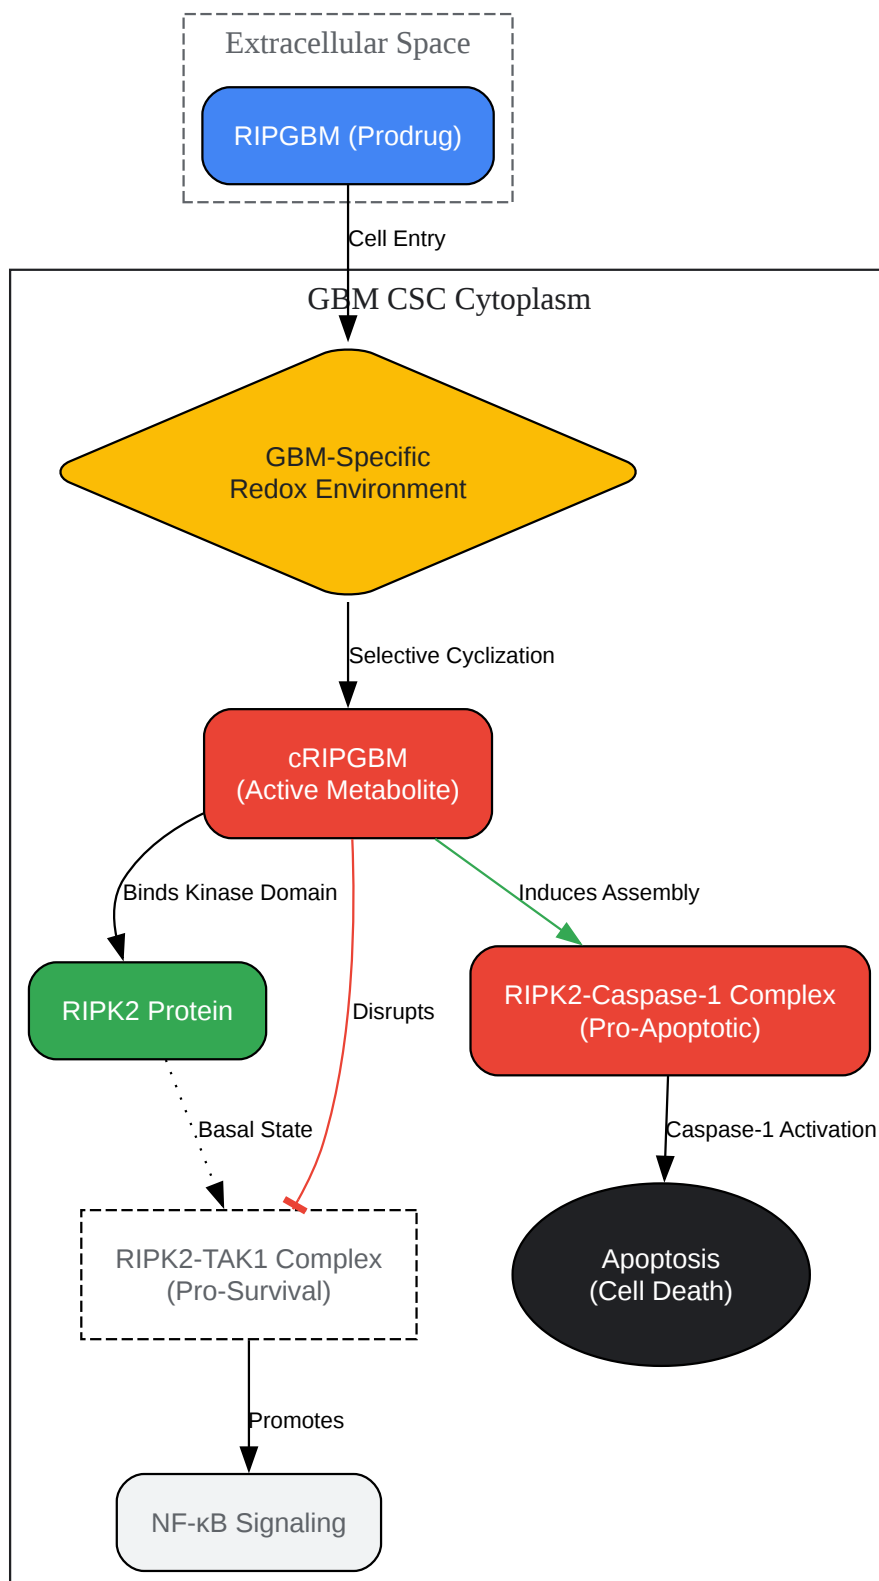 Extracellular Space
RIPGBM (Prodrug)
Cell Entry
GBM CSC Cytoplasm
GBM-Specific
Redox Environment
Selective Cyclization
cRIPGBM
(Active Metabolite)
Binds Kinase Domain
Induces Assembly
RIPK2 Protein
Disrupts
RIPK2-Caspase-1 Complex
(Pro-Apoptotic)
Basal State
Caspase-1 Activation
RIPK2-TAK1 Complex
(Pro-Survival)
Apoptosis
(Cell Death)
Promotes
NF-κB Signaling